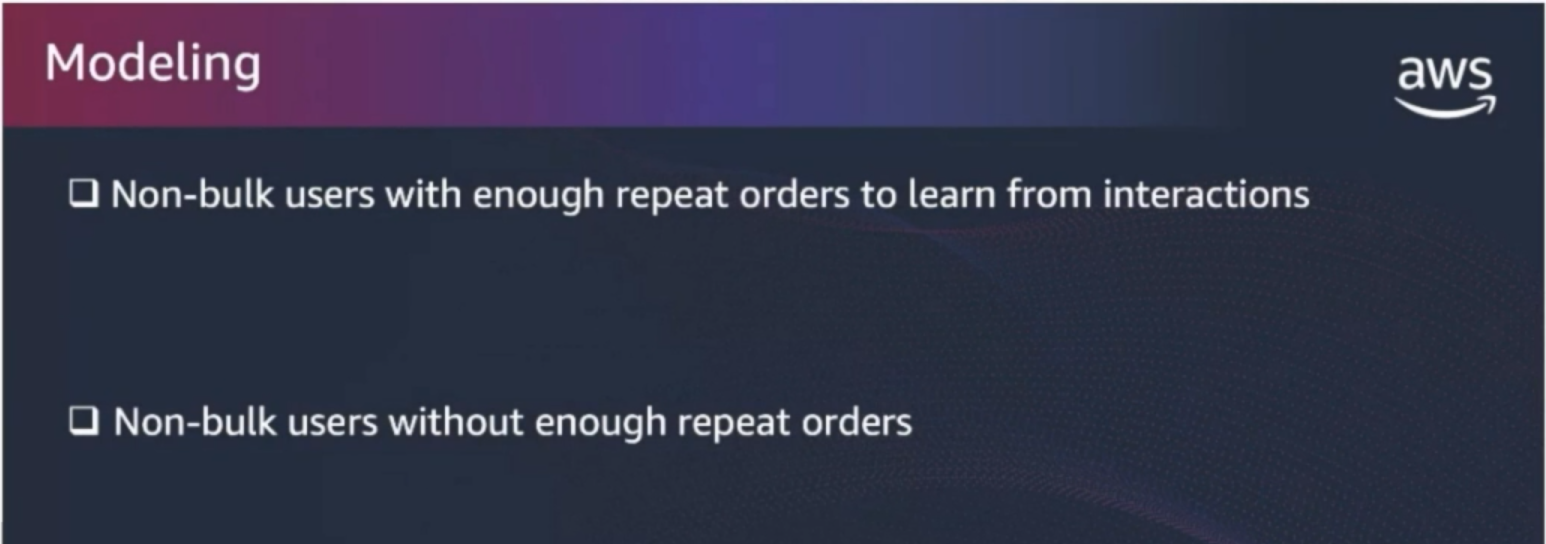 Modeling
aws
❑ Non-bulk users with enough repeat orders to learn from interactions
❑ Non-bulk users without enough repeat orders